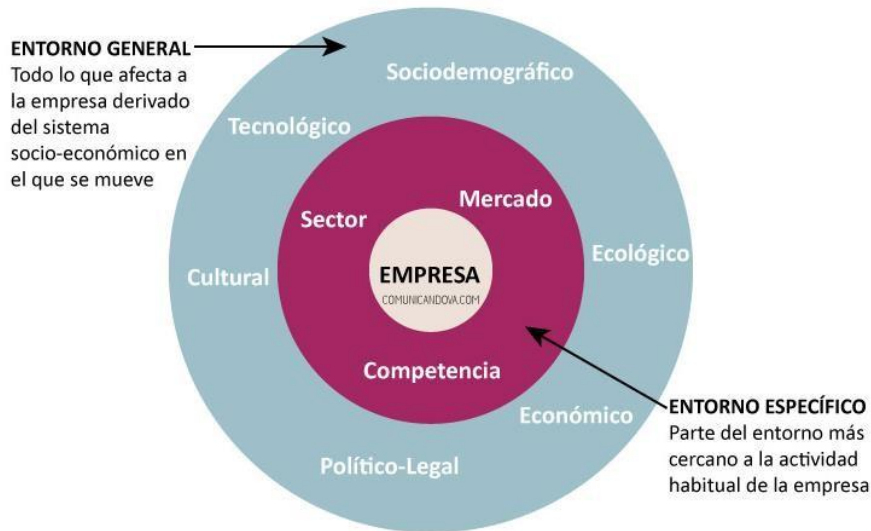 ENTORNO GENERAL
Todo lo que afecta a
la empresa derivado
del sistema
socio-económico en
el que se mueve
Sociodemográfico
Tecnológico
Mercado
Sector
Ecológico
Cultural
EMPRESA
COMUNICANDOVA.COM
Competencia
Económico
Político-Legal
ENTORNO ESPECÍFICO
Parte del entorno más
cercano a la actividad
habitual de la empresa